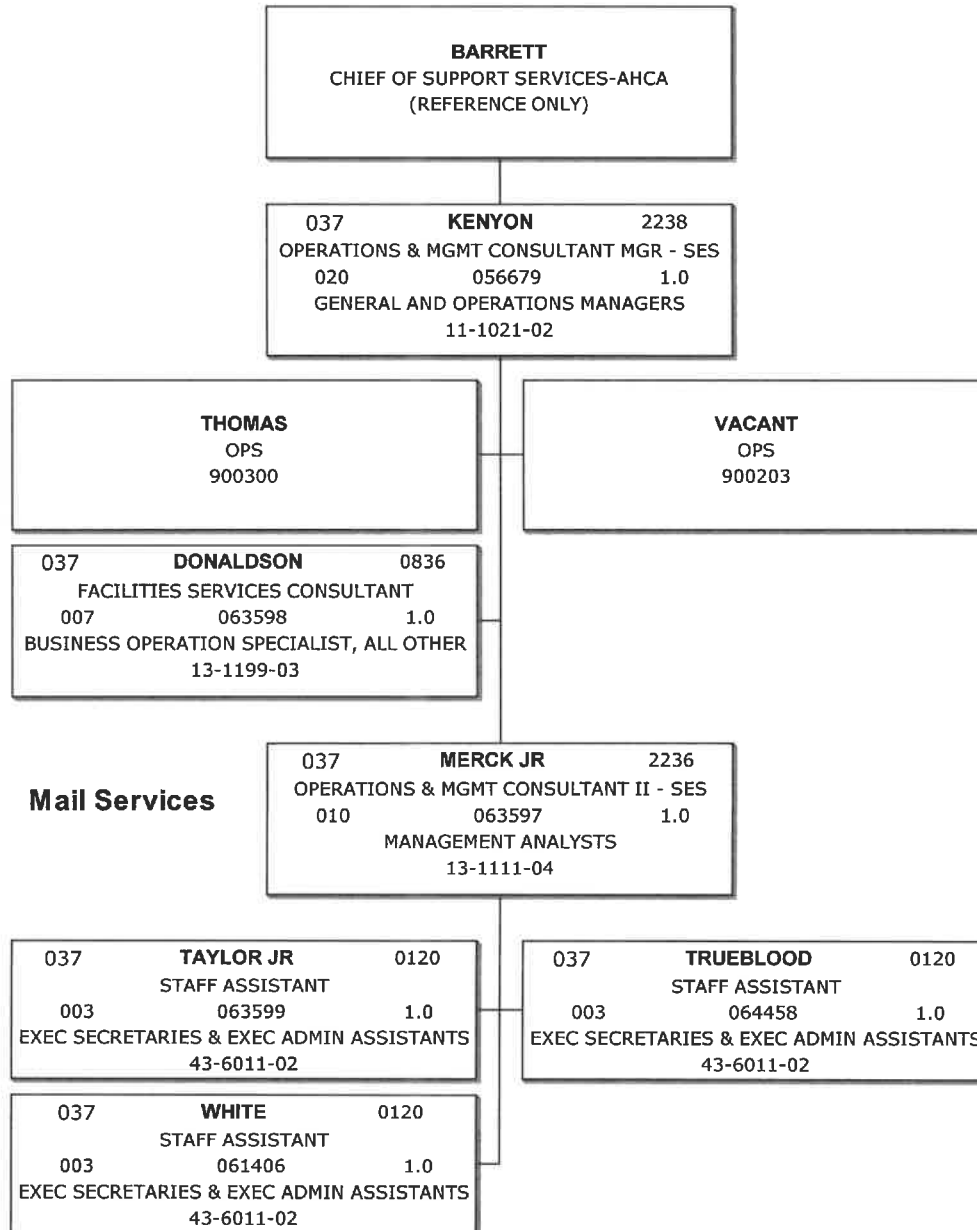 BARRETT
CHIEF OF SUPPORT SERVICES-AHCA
(REFERENCE ONLY)
037 KENYON 2238
OPERATIONS & MGMT CONSULTANT MGR - SES
020 056679 1.0
GENERAL AND OPERATIONS MANAGERS
11-1021-02
THOMAS
OPS
900300
VACANT
OPS
900203
037 DONALDSON 0836
FACILITIES SERVICES CONSULTANT
007 063598 1.0
BUSINESS OPERATION SPECIALIST, ALL OTHER
13-1199-03
Mail Services
037 MERCK JR 2236
OPERATIONS & MGMT CONSULTANT II - SES
010 063597 1.0
MANAGEMENT ANALYSTS
13-1111-04
037 TAYLOR JR 0120
STAFF ASSISTANT
003 063599 1.0
EXEC SECRETARIES & EXEC ADMIN ASSISTANTS
43-6011-02
037 TRUEBLOOD 0120
STAFF ASSISTANT
003 064458 1.0
EXEC SECRETARIES & EXEC ADMIN ASSISTANTS
43-6011-02
037 WHITE 0120
STAFF ASSISTANT
003 061406 1.0
EXEC SECRETARIES & EXEC ADMIN ASSISTANTS
43-6011-02